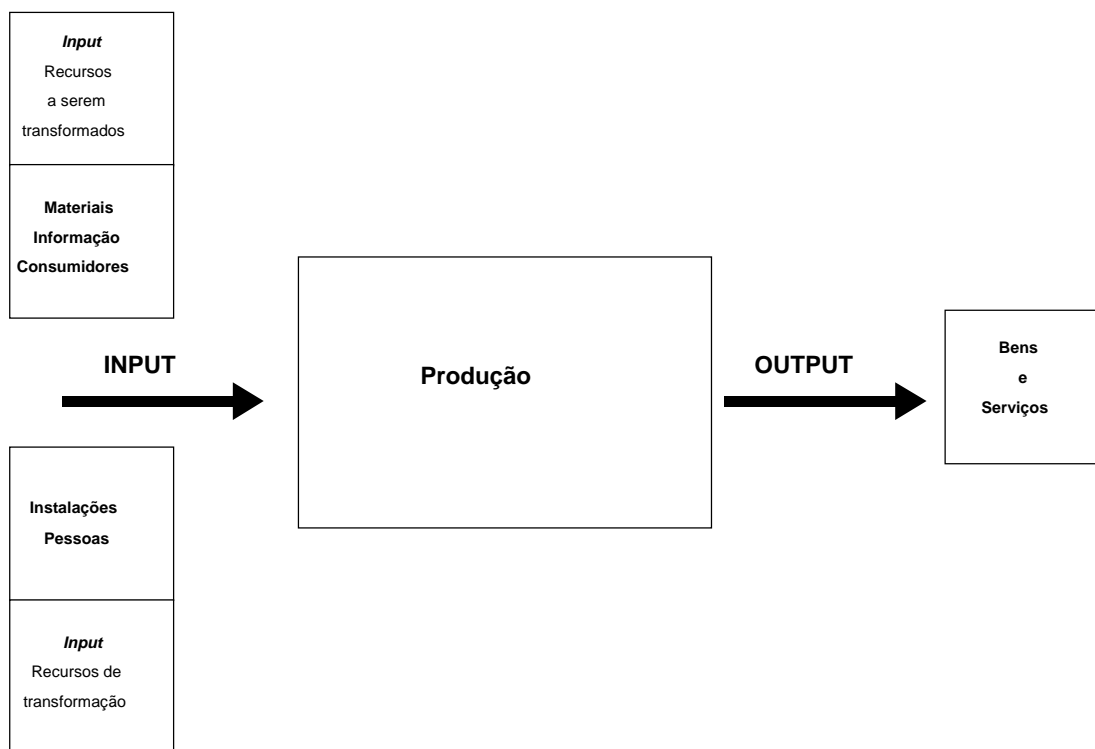 Input
Recursos
a serem
transformados
Materiais
Informação
Consumidores
INPUT
Produção
OUTPUT
Bens
e
Serviços
Instalações
Pessoas
Input
Recursos de
transformação